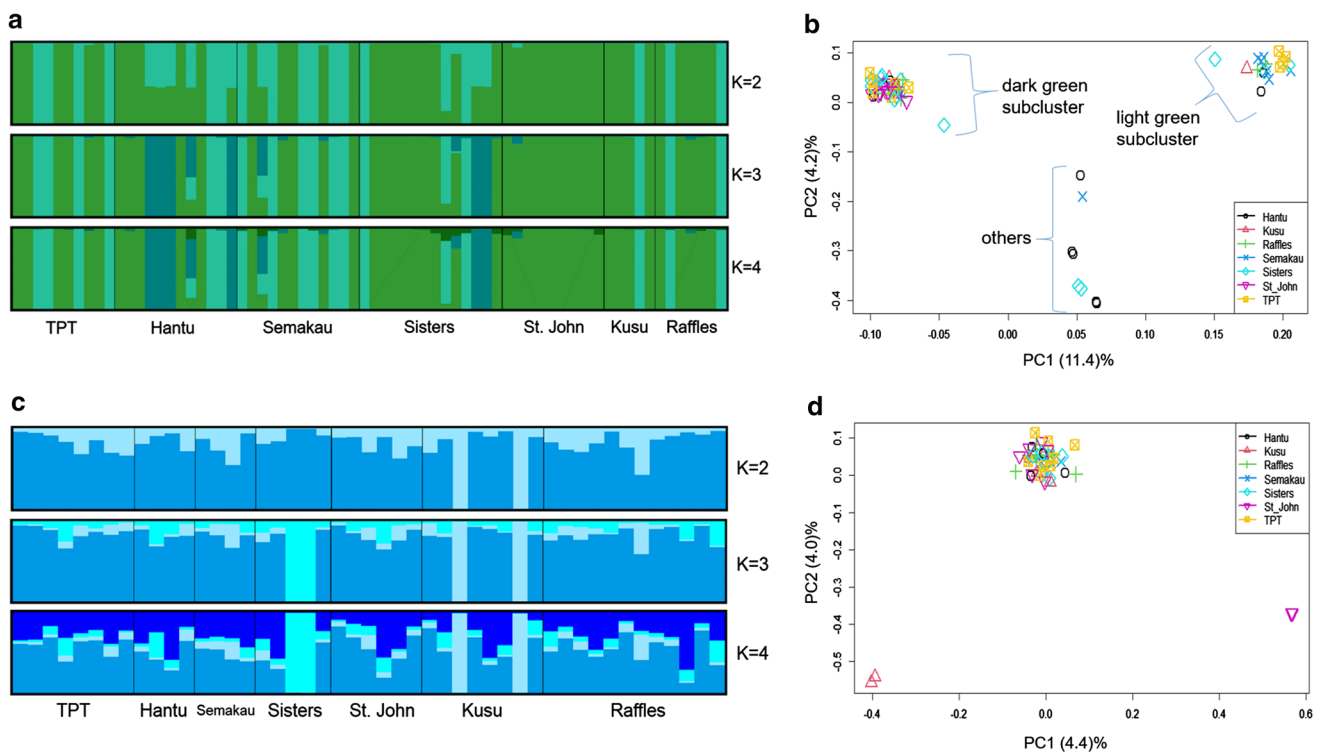 a
K=2
K=3
K=4
TPT
Hantu
Semakau
Sisters
St. John
Kusu
Raffles
b
PC2 (4.2)%
0.1
0.0
-0.1
-0.2
-0.3
-0.4
dark green
subcluster
light green
subcluster
others
Hantu
Kusu
Raffles
Semakau
Sisters
St_John
TPT
-0.10
-0.05
0.00
0.05
0.10
0.15
0.20
PC1 (11.4)%
c
K=2
K=3
K=4
TPT
Hantu
Semakau
Sisters
St. John
Kusu
Raffles
d
PC2 (4.0)%
0.1
0.0
-0.1
-0.2
-0.3
-0.4
-0.5
Hantu
Kusu
Raffles
Semakau
Sisters
St_John
TPT
-0.4
-0.2
0.0
0.2
0.4
0.6
PC1 (4.4)%